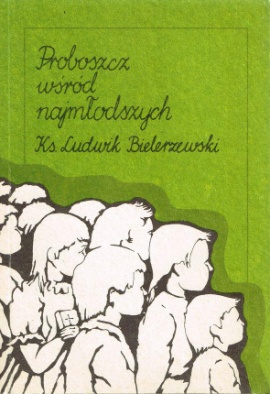 Proboszcz
wśród
najmłodszych
Ks. Ludwik Bielerzewski